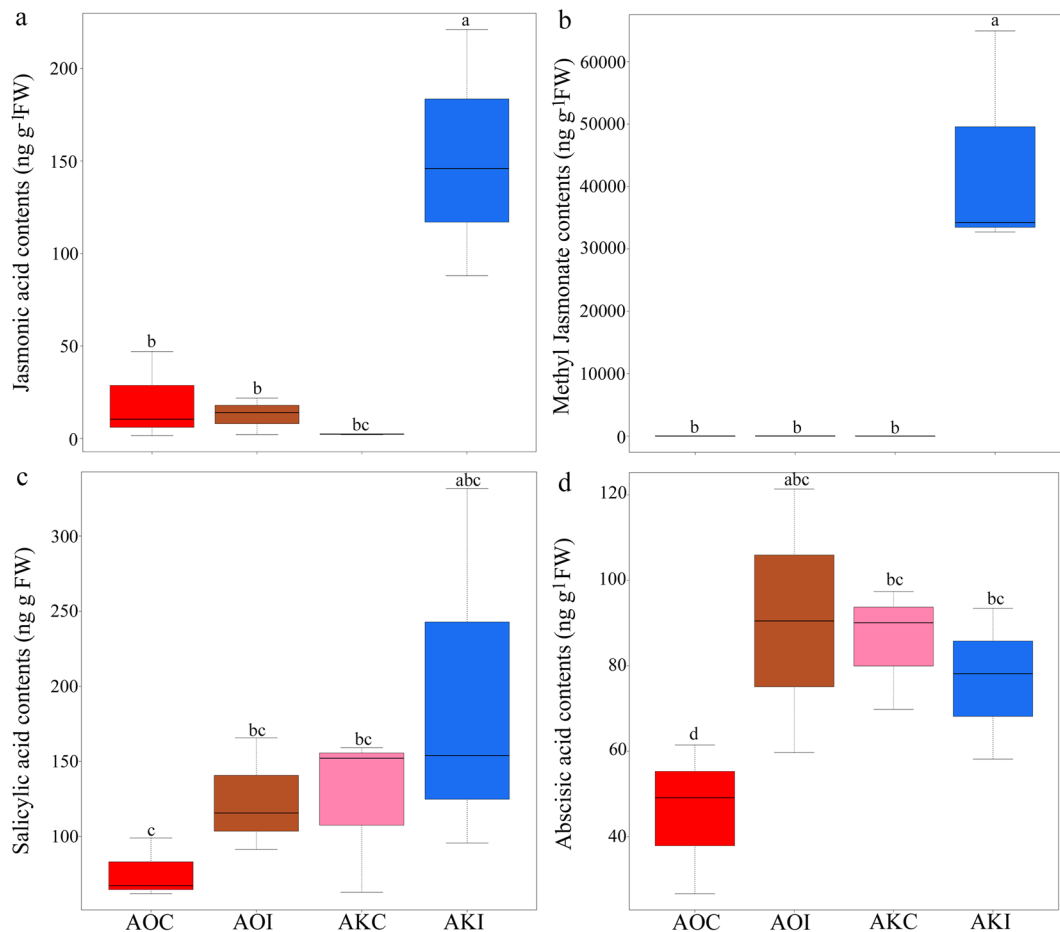 a
Jasmonic acid contents (ng g-1FW)
200
150
100
50
0
b
b
bc
a
b
Methyl Jasmonate contents (ng g-1FW)
60000
50000
40000
30000
20000
10000
0
b
b
b
a
c
Salicylic acid contents (ng g FW)
300
250
200
150
100
c
bc
bc
abc
AOC AOI AKC AKI
d
Abscisic acid contents (ng g1 FW)
120
100
80
60
40
d
abc
bc
bc
AOC AOI AKC AKI